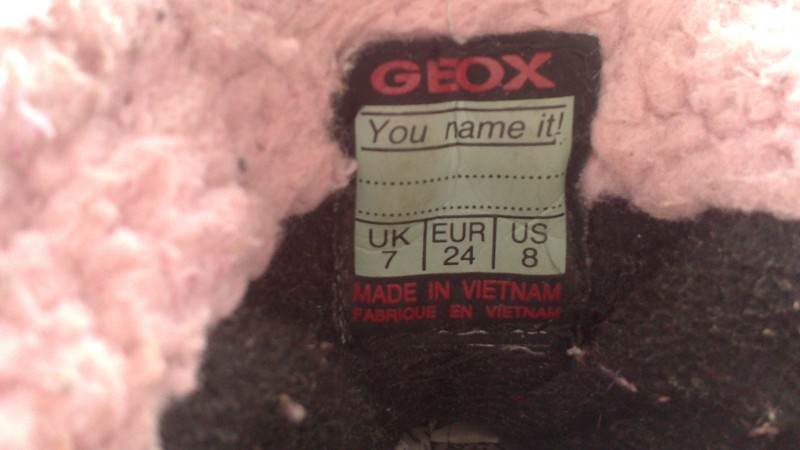 GEOX
You name it!
UK EUR US
7 24 8
MADE IN VIETNAM
FABRIQUE EN VIETNAM